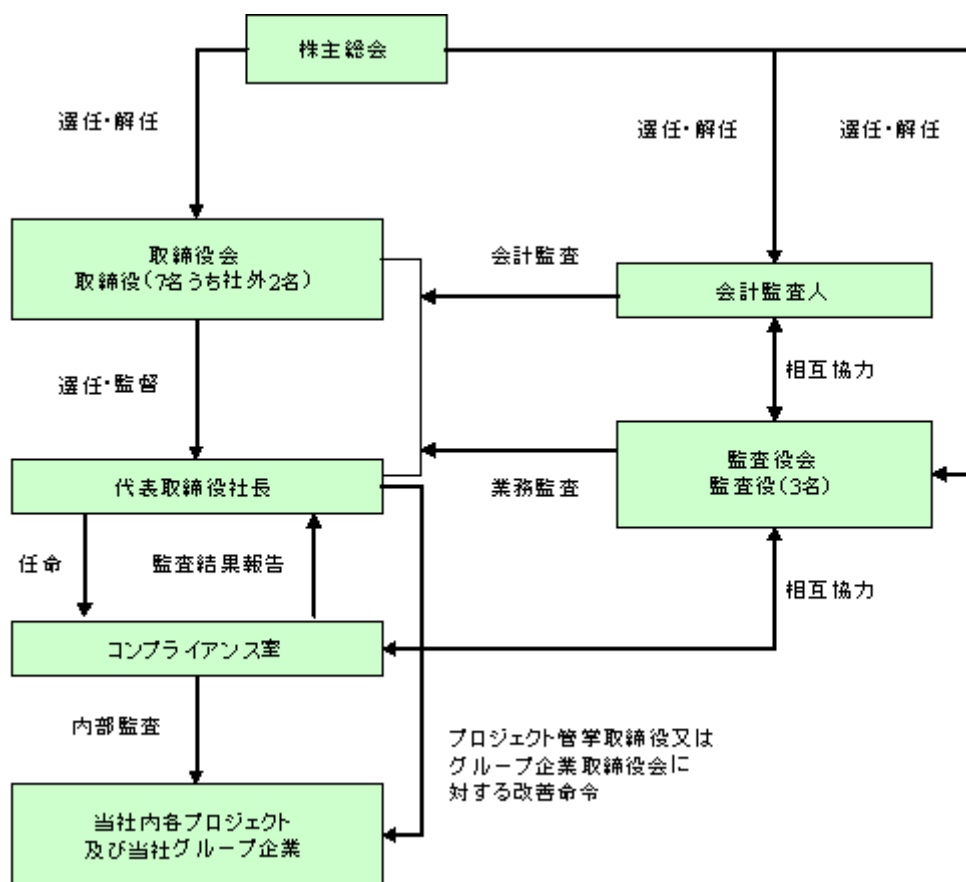 株主総会
選任・解任
選任・解任
選任・解任
取締役会
取締役(7名うち社外2名)
会計監査
会計監査人
選任・監督
相互協力
代表取締役社長
業務監査
監査役会
監査役(3名)
任命
監査結果報告
相互協力
コンプライアンス室
内部監査
プロジェクト管掌取締役又は
グループ企業取締役会に
対する改善命令
当社内各プロジェクト
及び当社グループ企業